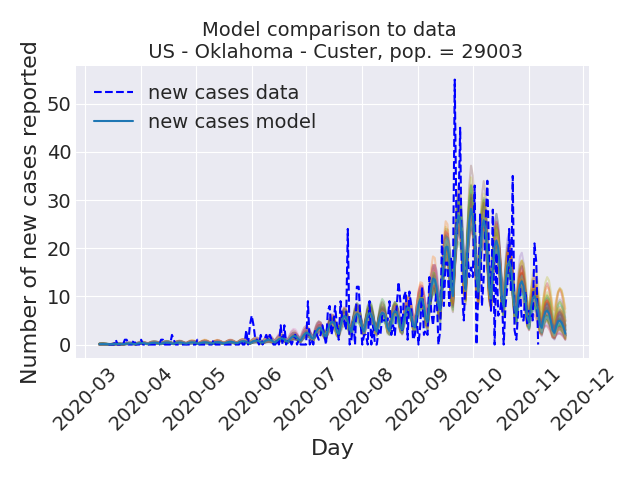 Model comparison to data
US - Oklahoma - Custer, pop. = 29003
new cases data
new cases model
Number of new cases reported
50
40
30
20
10
0
2020-03
2020-04
2020-05
2020-06
2020-07
2020-08
2020-09
2020-10
2020-11
2020-12
Day